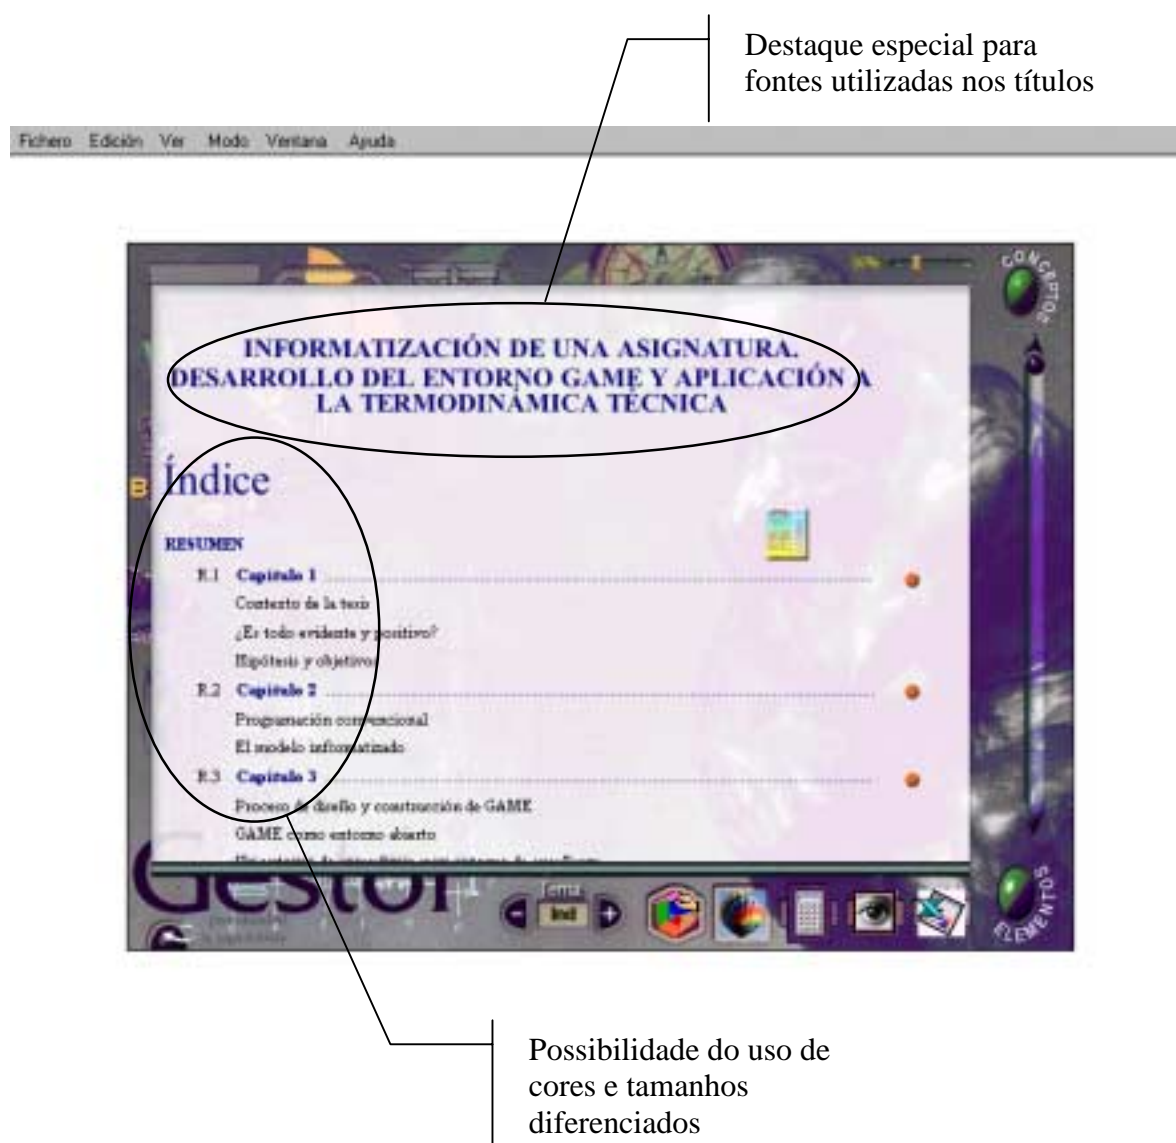 Destaque especial para
fontes utilizadas nos títulos
Fichero Edición Ver Modo Ventana Ayuda
CONCEPTOS
INFORMATIZACIÓN DE UNA ASIGNATURA.
DESARROLLO DEL ENTORNO GAME Y APLICACIÓN A
LA TERMODINÁMICA TÉCNICA
B
Índice
RESUMEN
R.1 Capítulo 1
Contexto de la tesis
¿Es todo evidente y positivo?
Hipótesis y objetivos
R.2 Capítulo 2
Programación convencional
El modelo informatizado
R.3 Capítulo 3
Proceso de diseño y construcción de GAME
GAME como entorno abierto
Gestor
Ind
ELEMENTOS
Possibilidade do uso de
cores e tamanhos
diferenciados